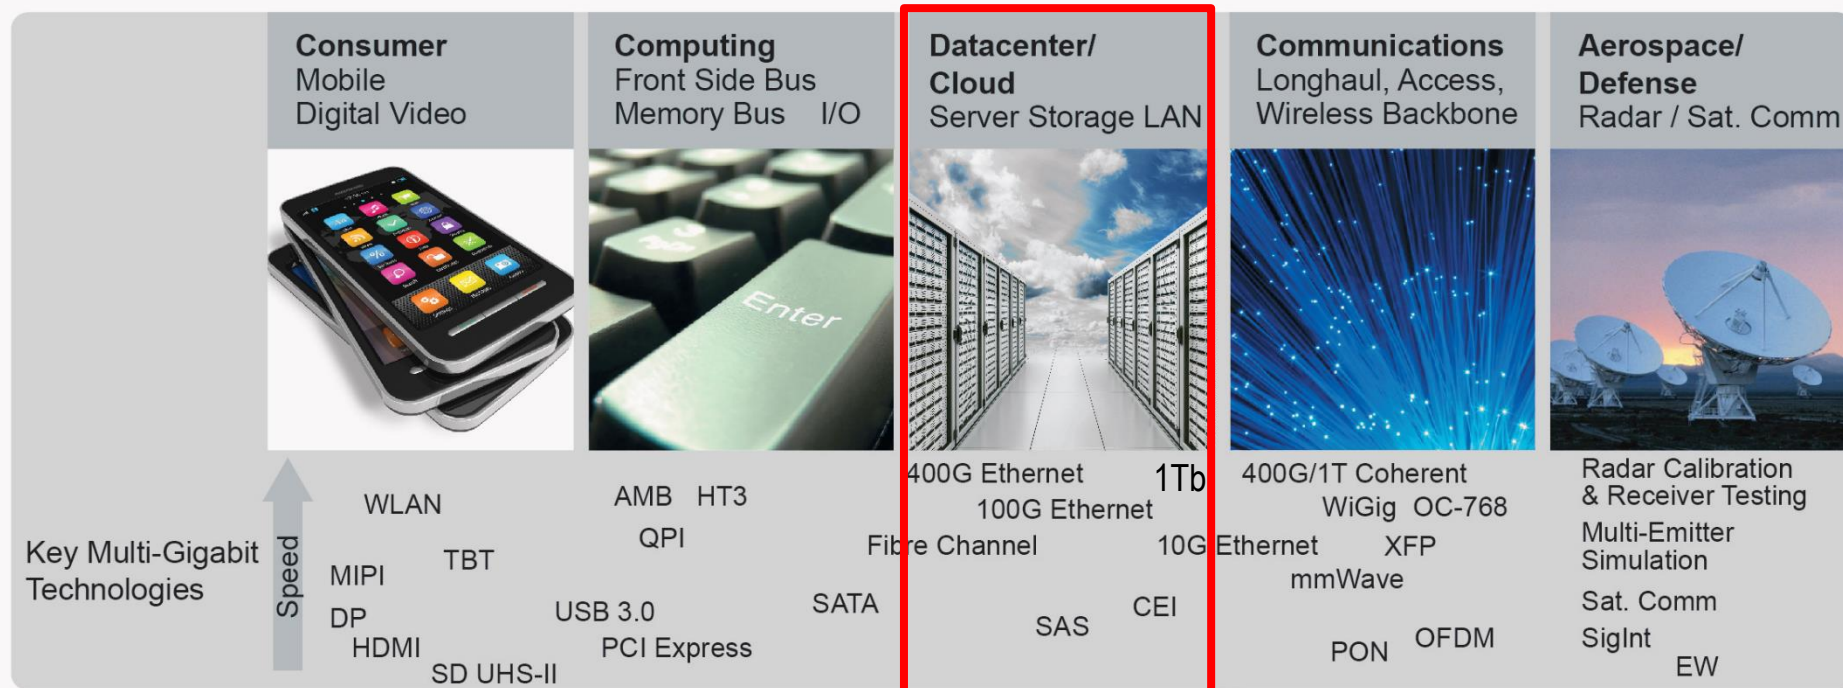 Consumer
Mobile
Digital Video
Computing
Front Side Bus
Memory Bus I/O
Datacenter/
Cloud
Server Storage LAN
Communications
Longhaul, Access,
Wireless Backbone
Aerospace/
Defense
Radar / Sat. Comm
Enter
Key Multi-Gigabit
Technologies
Speed
WLAN
TBT
MIPI
DP
HDMI
SD UHS-II
AMB HT3
QPI
USB 3.0
SATA
PCI Express
400G Ethernet 1Tb
100G Ethernet
Fibre Channel
10G Ethernet
CEI
SAS
400G/1T Coherent
WiGig OC-768
XFP
mmWave
OFDM
PON
Radar Calibration
& Receiver Testing
Multi-Emitter
Simulation
Sat. Comm
SigInt
EW